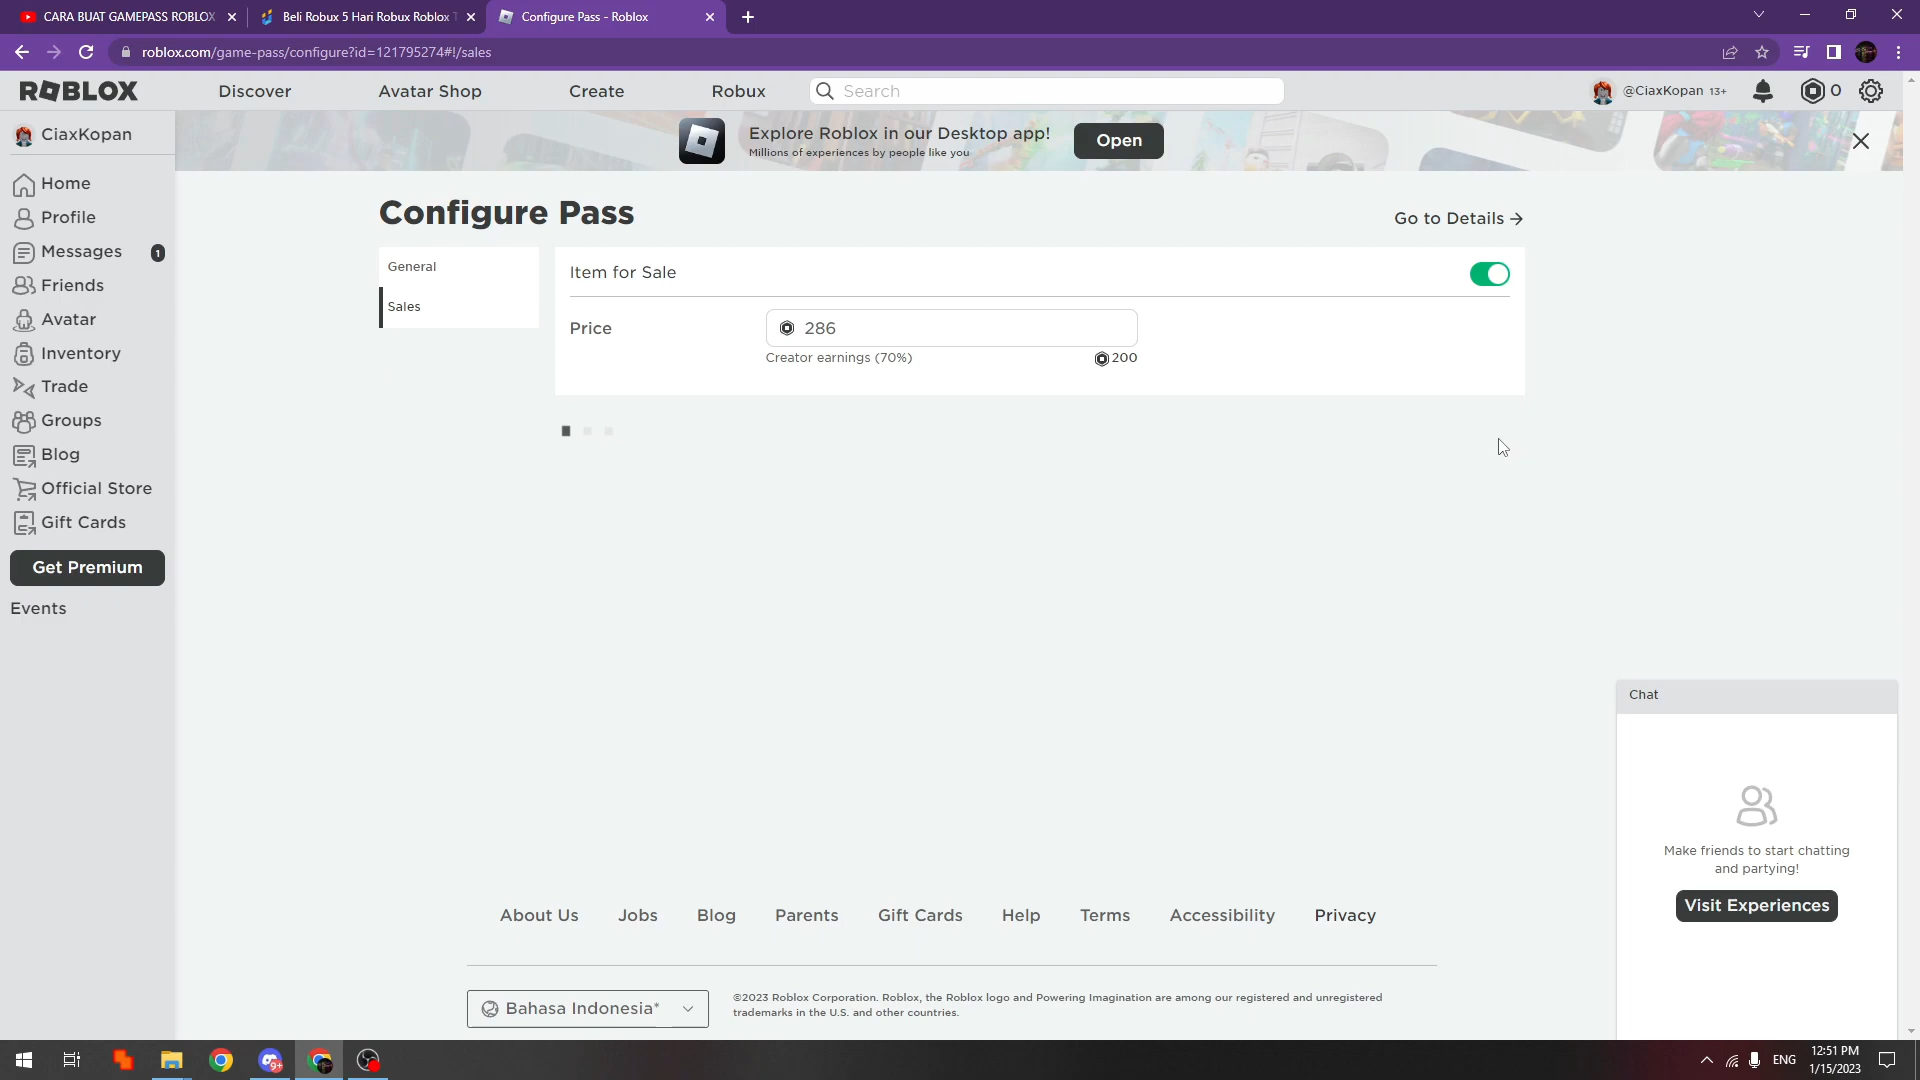 CARA BUAT GAMEPASS ROBLOX
Beli Robux 5 Hari Robux Roblox T
Configure Pass - Roblox
roblox.com/game-pass/configure?id=121795274#!/sales
ROBLOX
Discover
Avatar Shop
Create
Robux
Search
@CiaxKopan 13+
0
CiaxKopan
Home
Profile
Messages
1
Friends
Avatar
Inventory
Trade
Groups
Blog
Official Store
Gift Cards
Get Premium
Events
Explore Roblox in our Desktop app!
Millions of experiences by people like you
Open
Configure Pass
Go to Details
General
Sales
Item for Sale
Price
286
Creator earnings (70%)
200
Chat
Make friends to start chatting
and partying!
Visit Experiences
About Us
Jobs
Blog
Parents
Gift Cards
Help
Terms
Accessibility
Privacy
Bahasa Indonesia*
©2023 Roblox Corporation. Roblox, the Roblox logo and Powering Imagination are among our registered and unregistered
trademarks in the U.S. and other countries.
9+
ENG
12:51 PM
1/15/2023